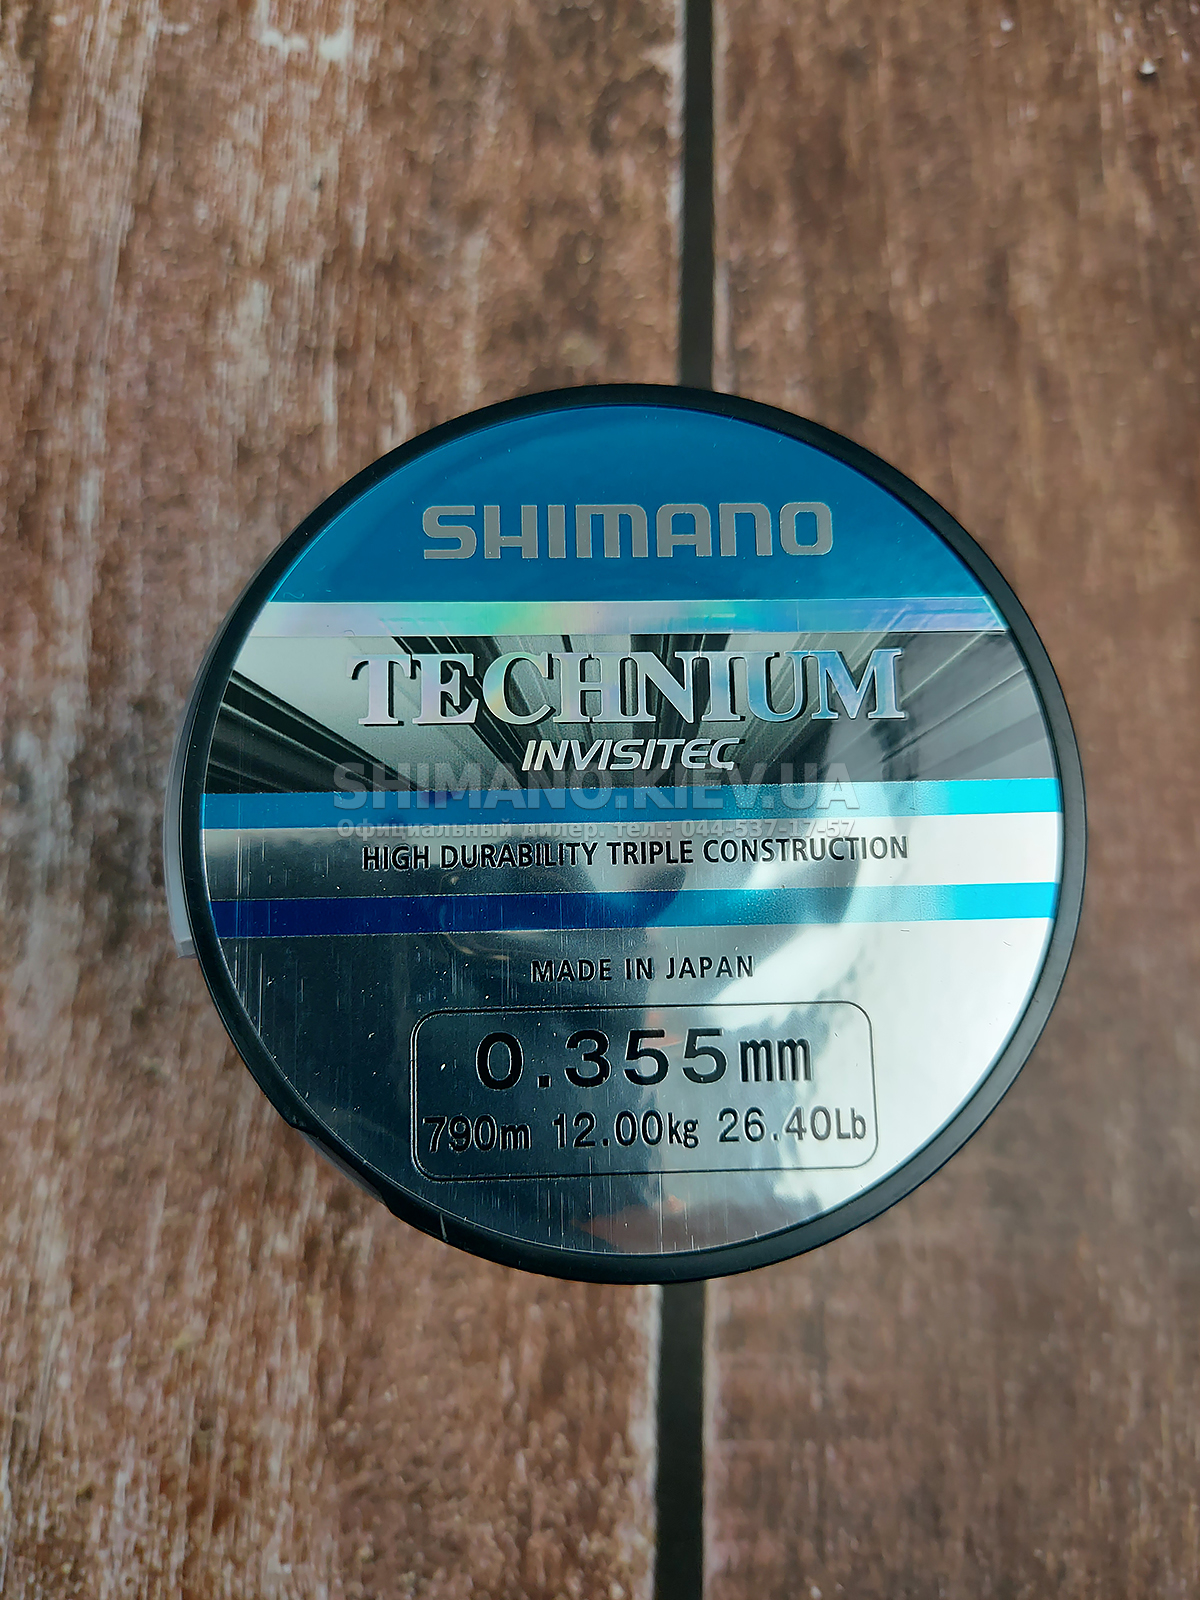 SHIMANO
TECHNIUM
INVISITEC
SHIMANO.KIEV.UA
Официальный дилер. тел.: 044-537-17-57
HIGH DURABILITY TRIPLE CONSTRUCTION
MADE IN JAPAN
0.355mm
790m 12.00kg 26.40Lb